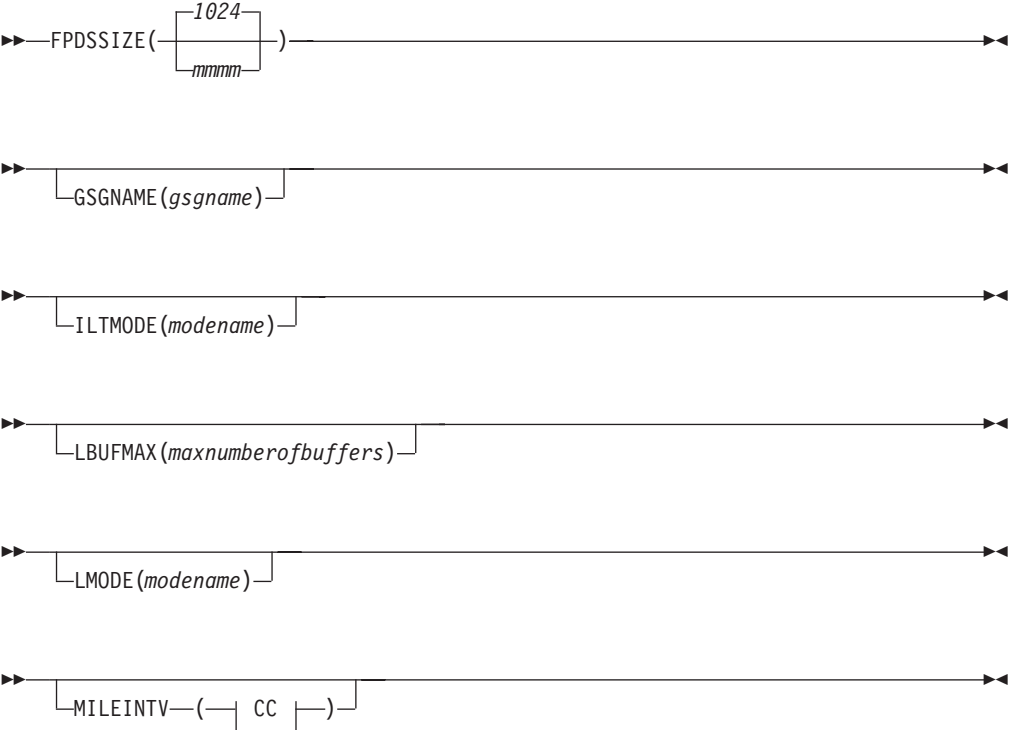 1024
FPDSSIZE( )
mmmm
GSGNAME(gsgname)
ILTMODE(modename)
LBUFMAX(maxnumberofbuffers)
LMODE(modename)
MILEINTV ( CC )